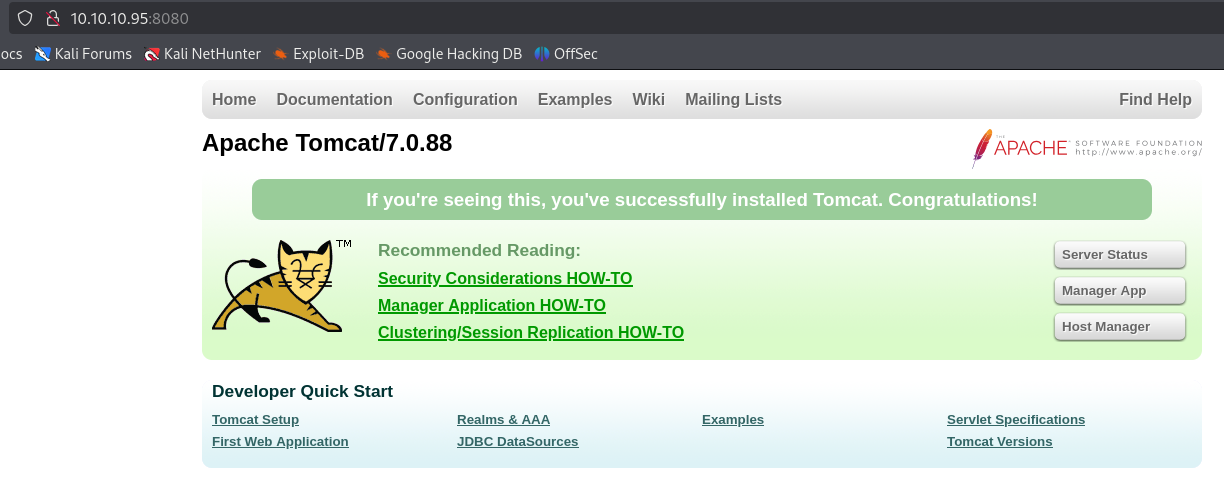 10.10.10.95:8080
ocs Kali Forums Kali NetHunter Exploit-DB Google Hacking DB OffSec
Home Documentation Configuration Examples Wiki Mailing Lists Find Help
Apache Tomcat/7.0.88
THE APACHE SOFTWARE FOUNDATION
http://www.apache.org/
If you're seeing this, you've successfully installed Tomcat. Congratulations!
TM
Recommended Reading:
Security Considerations HOW-TO
Manager Application HOW-TO
Clustering/Session Replication HOW-TO
Server Status
Manager App
Host Manager
Developer Quick Start
Tomcat Setup Realms & AAA Examples Servlet Specifications
First Web Application JDBC DataSources Tomcat Versions